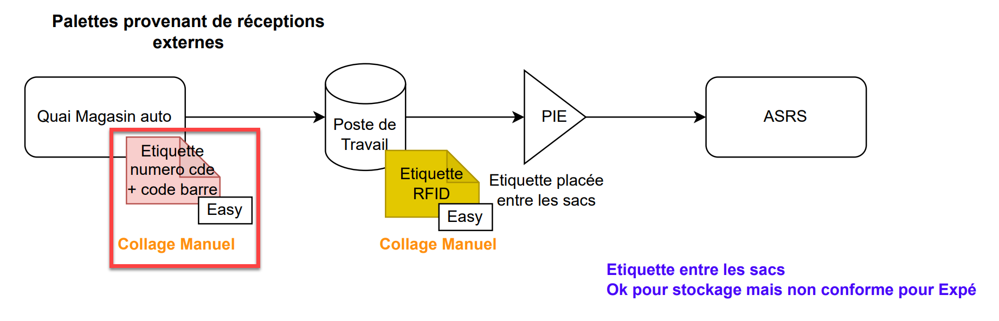 Palettes provenant de réceptions
externes
Quai Magasin auto
Etiquette
numero cde
+ code barre
Easy
Collage Manuel
Poste de
Travail
Etiquette
RFID
Easy
Collage Manuel
PIE
Etiquette placée
entre les sacs
ASRS
Etiquette entre les sacs
Ok pour stockage mais non conforme pour Expé